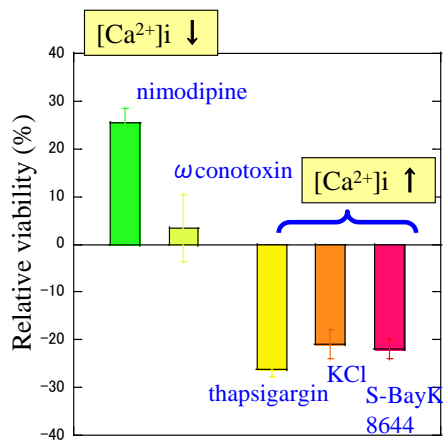 [Ca²⁺]i ↓
40
30
20
10
0
-10
-20
-30
-40
Relative viability (%)
nimodipine
ωconotoxin
[Ca²⁺]i ↑
thapsigargin
KCl
S-BayK
8644